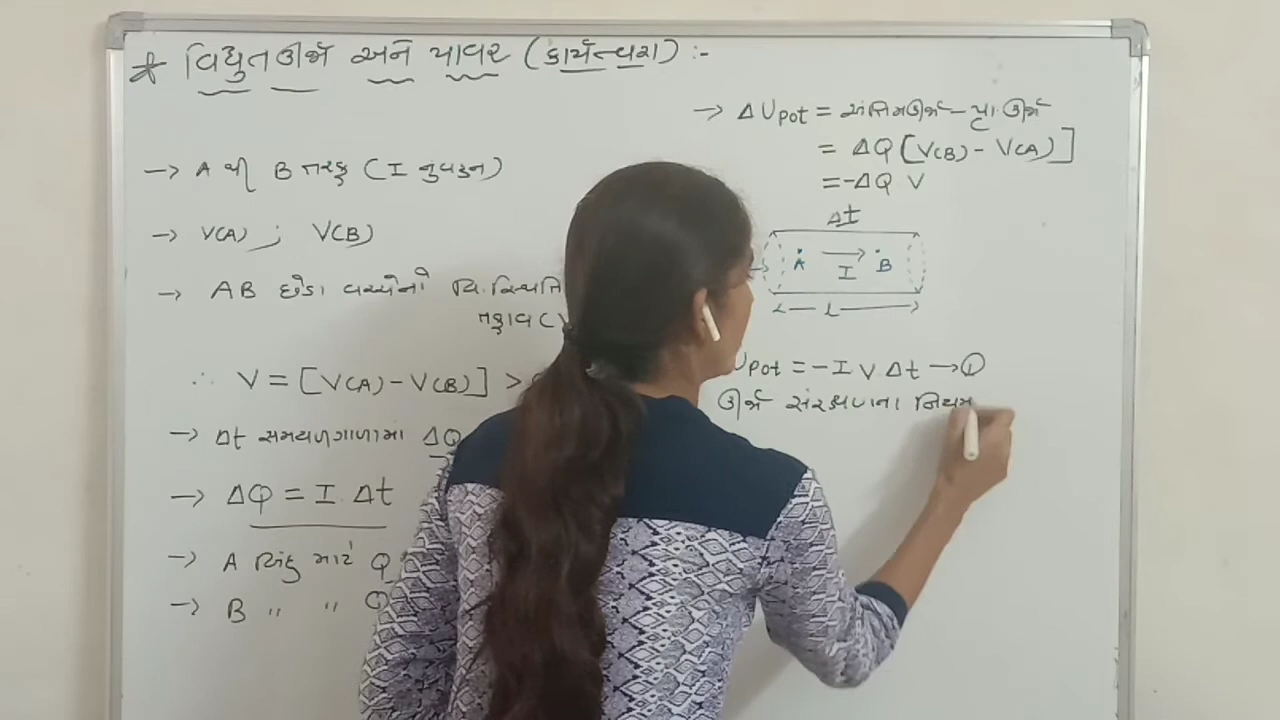 * વિદ્યુતઊર્જા અને પાવર (કાર્યત્વરા) :-
→ A થી B તરફ (I નું વહન)
→ V(A) ; V(B)
→ AB છેડા વચ્ચેનો વિ.સ્થિતિ
તફાવત (V
∴ V = [V(A) - V(B)] >
→ Δt સમયગાળામાં ΔQ
→ ΔQ = I · Δt
→ A બિંદુ માટે Q
→ B " " Q
→ ΔUpot = અંતિમઊર્જા - પ્રા. ઊર્જા
= ΔQ [V(B) - V(A)]
= -ΔQ V
Δt
A → B
I
l
Upot = - I V Δt → ①
ઊર્જા સંરક્ષણના નિયમ